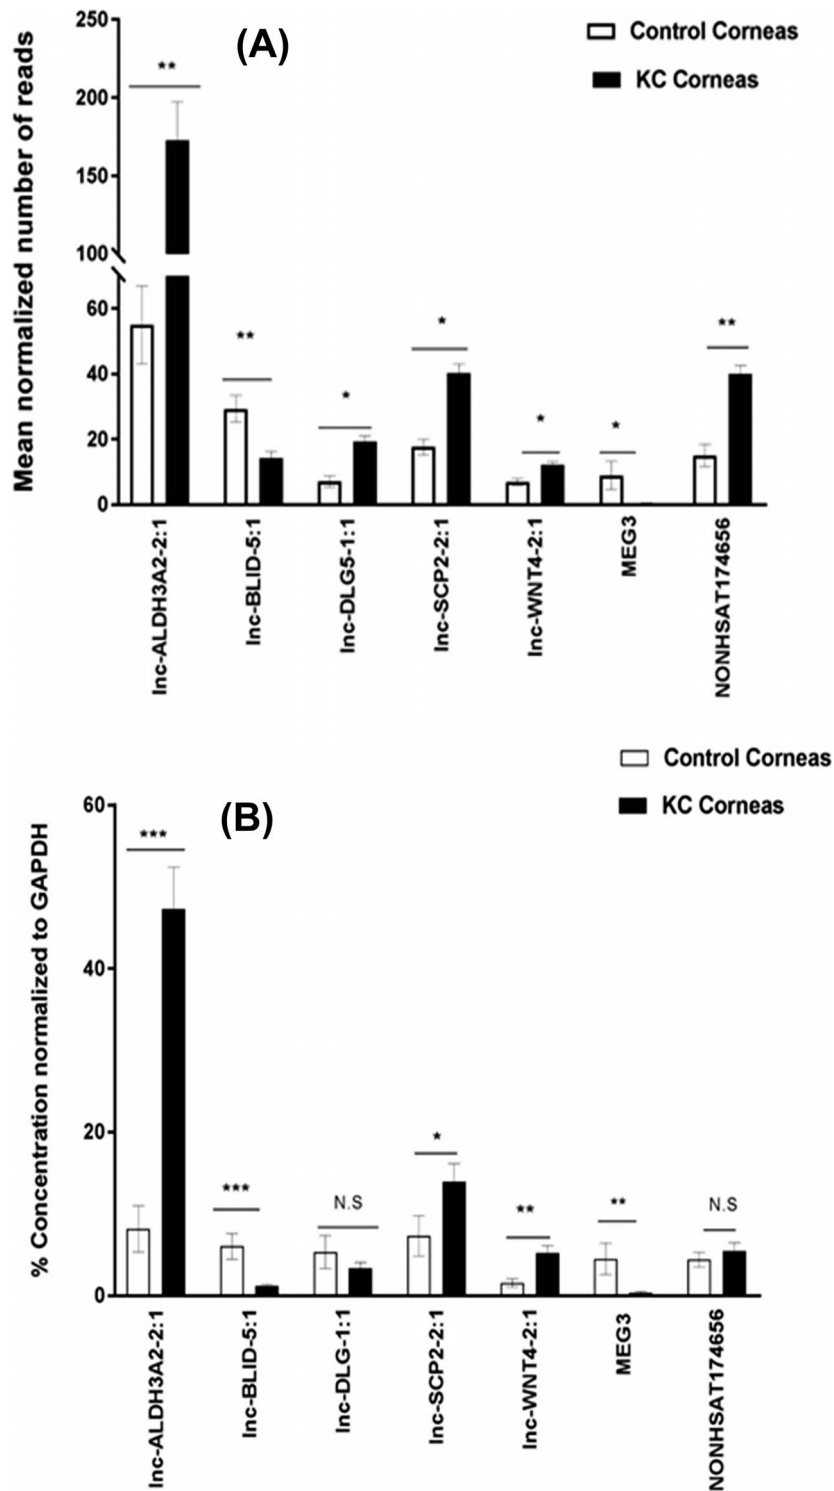 250
(A)
Control Corneas
KC Corneas
**
200
150
100
60
40
20
0
Mean normalized number of reads
**
*
*
*
*
**
lnc-ALDH3A2-2:1
lnc-BLID-5:1
lnc-DLG5-1:1
lnc-SCP2-2:1
lnc-WNT4-2:1
MEG3
NONHSAT174656
Control Corneas
KC Corneas
(B)
60
40
20
0
% Concentration normalized to GAPDH
***
***
N.S
*
**
**
N.S
lnc-ALDH3A2-2:1
lnc-BLID-5:1
lnc-DLG-1:1
lnc-SCP2-2:1
lnc-WNT4-2:1
MEG3
NONHSAT174656